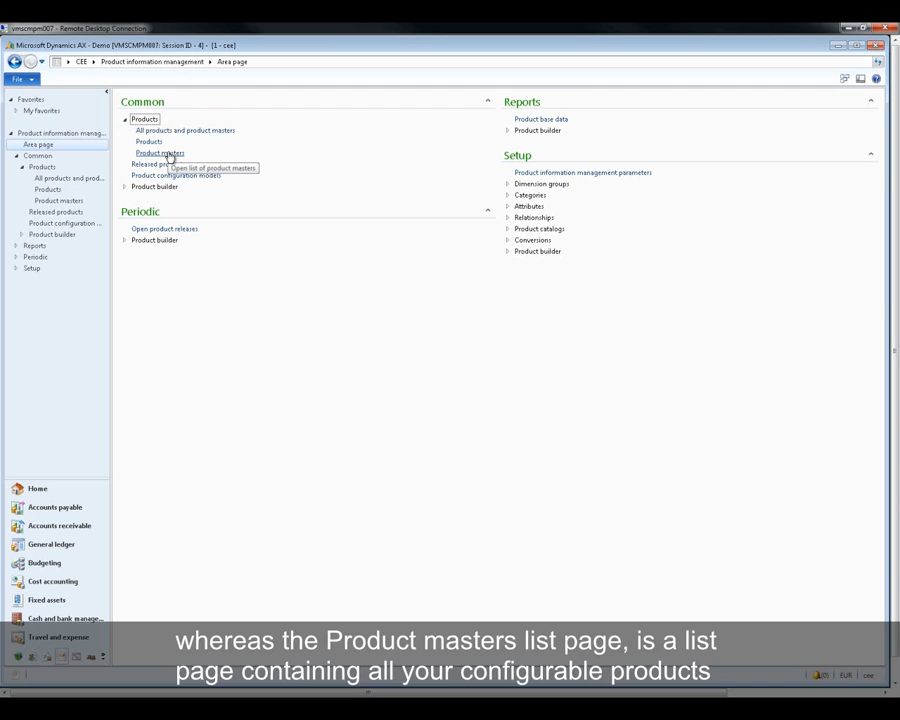 vmscmpm007 - Remote Desktop Connection
Microsoft Dynamics AX - Demo [VMSCMPM007: Session ID - 4] - [1 - cee]
CEE Product information management Area page
File
Favorites
My favorites
Product information manag...
Area page
Common
Products
All products and prod...
Products
Product masters
Released products
Product configuration ...
Product builder
Reports
Periodic
Setup
Common
Products
All products and product masters
Products
Product masters
Released pro
Open list of product masters
Product configuration models
Product builder
Periodic
Open product releases
Product builder
Reports
Product base data
Product builder
Setup
Product information management parameters
Dimension groups
Categories
Attributes
Relationships
Product catalogs
Conversions
Product builder
Home
Accounts payable
Accounts receivable
General ledger
Budgeting
Cost accounting
Fixed assets
Cash and bank manage...
Travel and expense
whereas the Product masters list page, is a list
page containing all your configurable products
(0) EUR cee